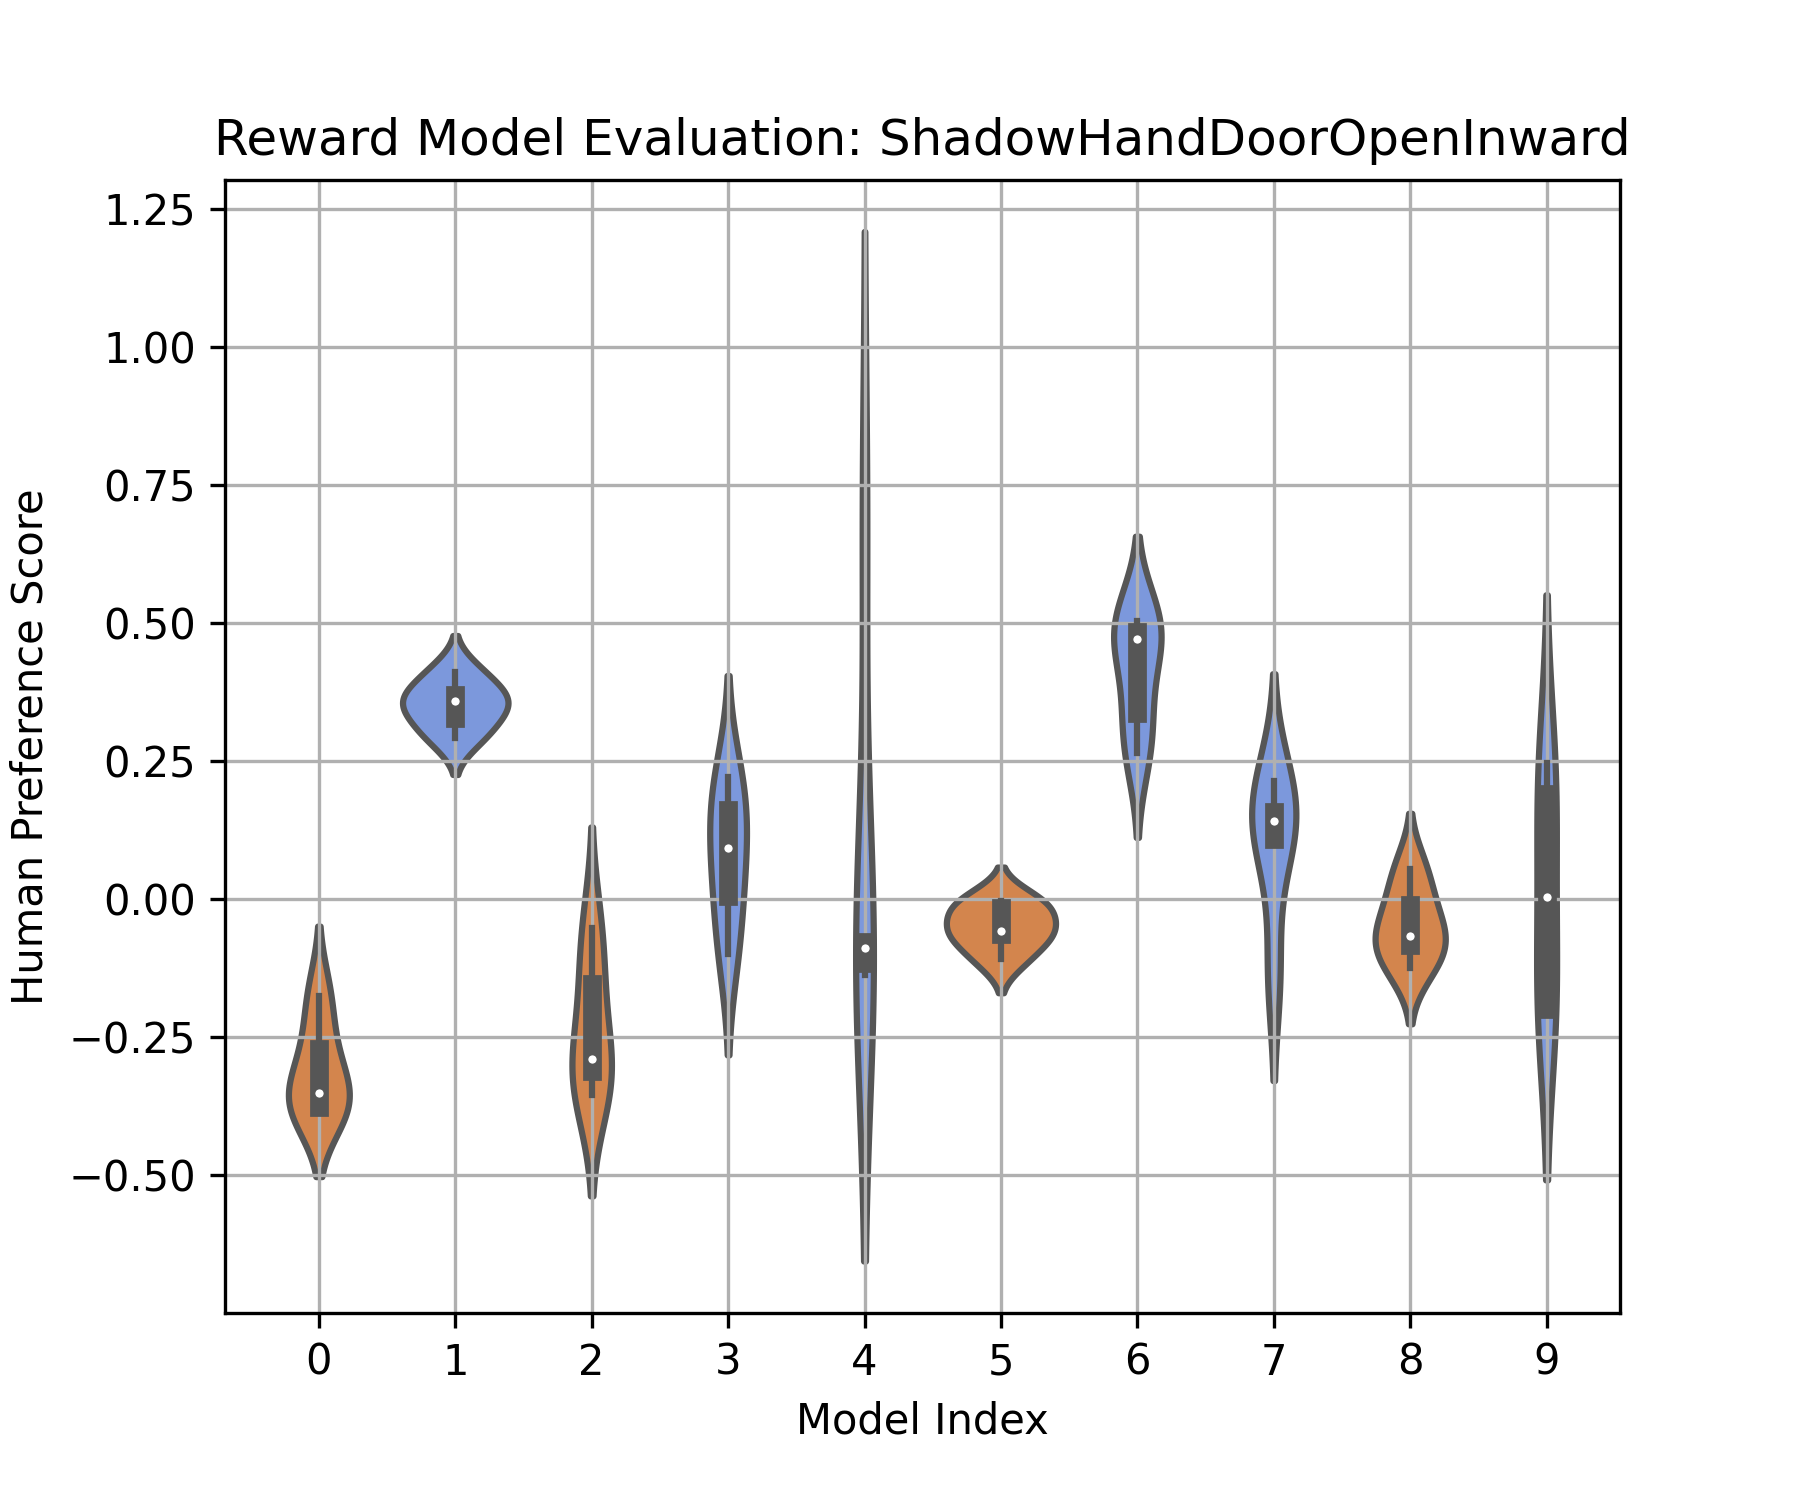 Reward Model Evaluation: ShadowHandDoorOpenInward
1.25
1.00
0.75
0.50
0.25
0.00
−0.25
−0.50
Human Preference Score
0 1 2 3 4 5 6 7 8 9
Model Index